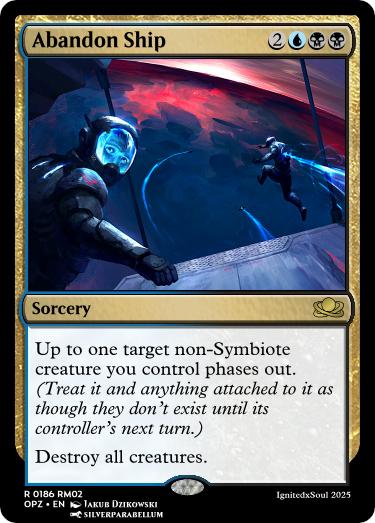 Abandon Ship 2
Sorcery
Up to one target non-Symbiote
creature you control phases out.
(Treat it and anything attached to it as
though they don't exist until its
controller's next turn.)
Destroy all creatures.
R 0186 RM02
OPZ • EN JAKUB DZIKOWSKI
SILVERPARABELLUM
IgnitedxSoul 2025